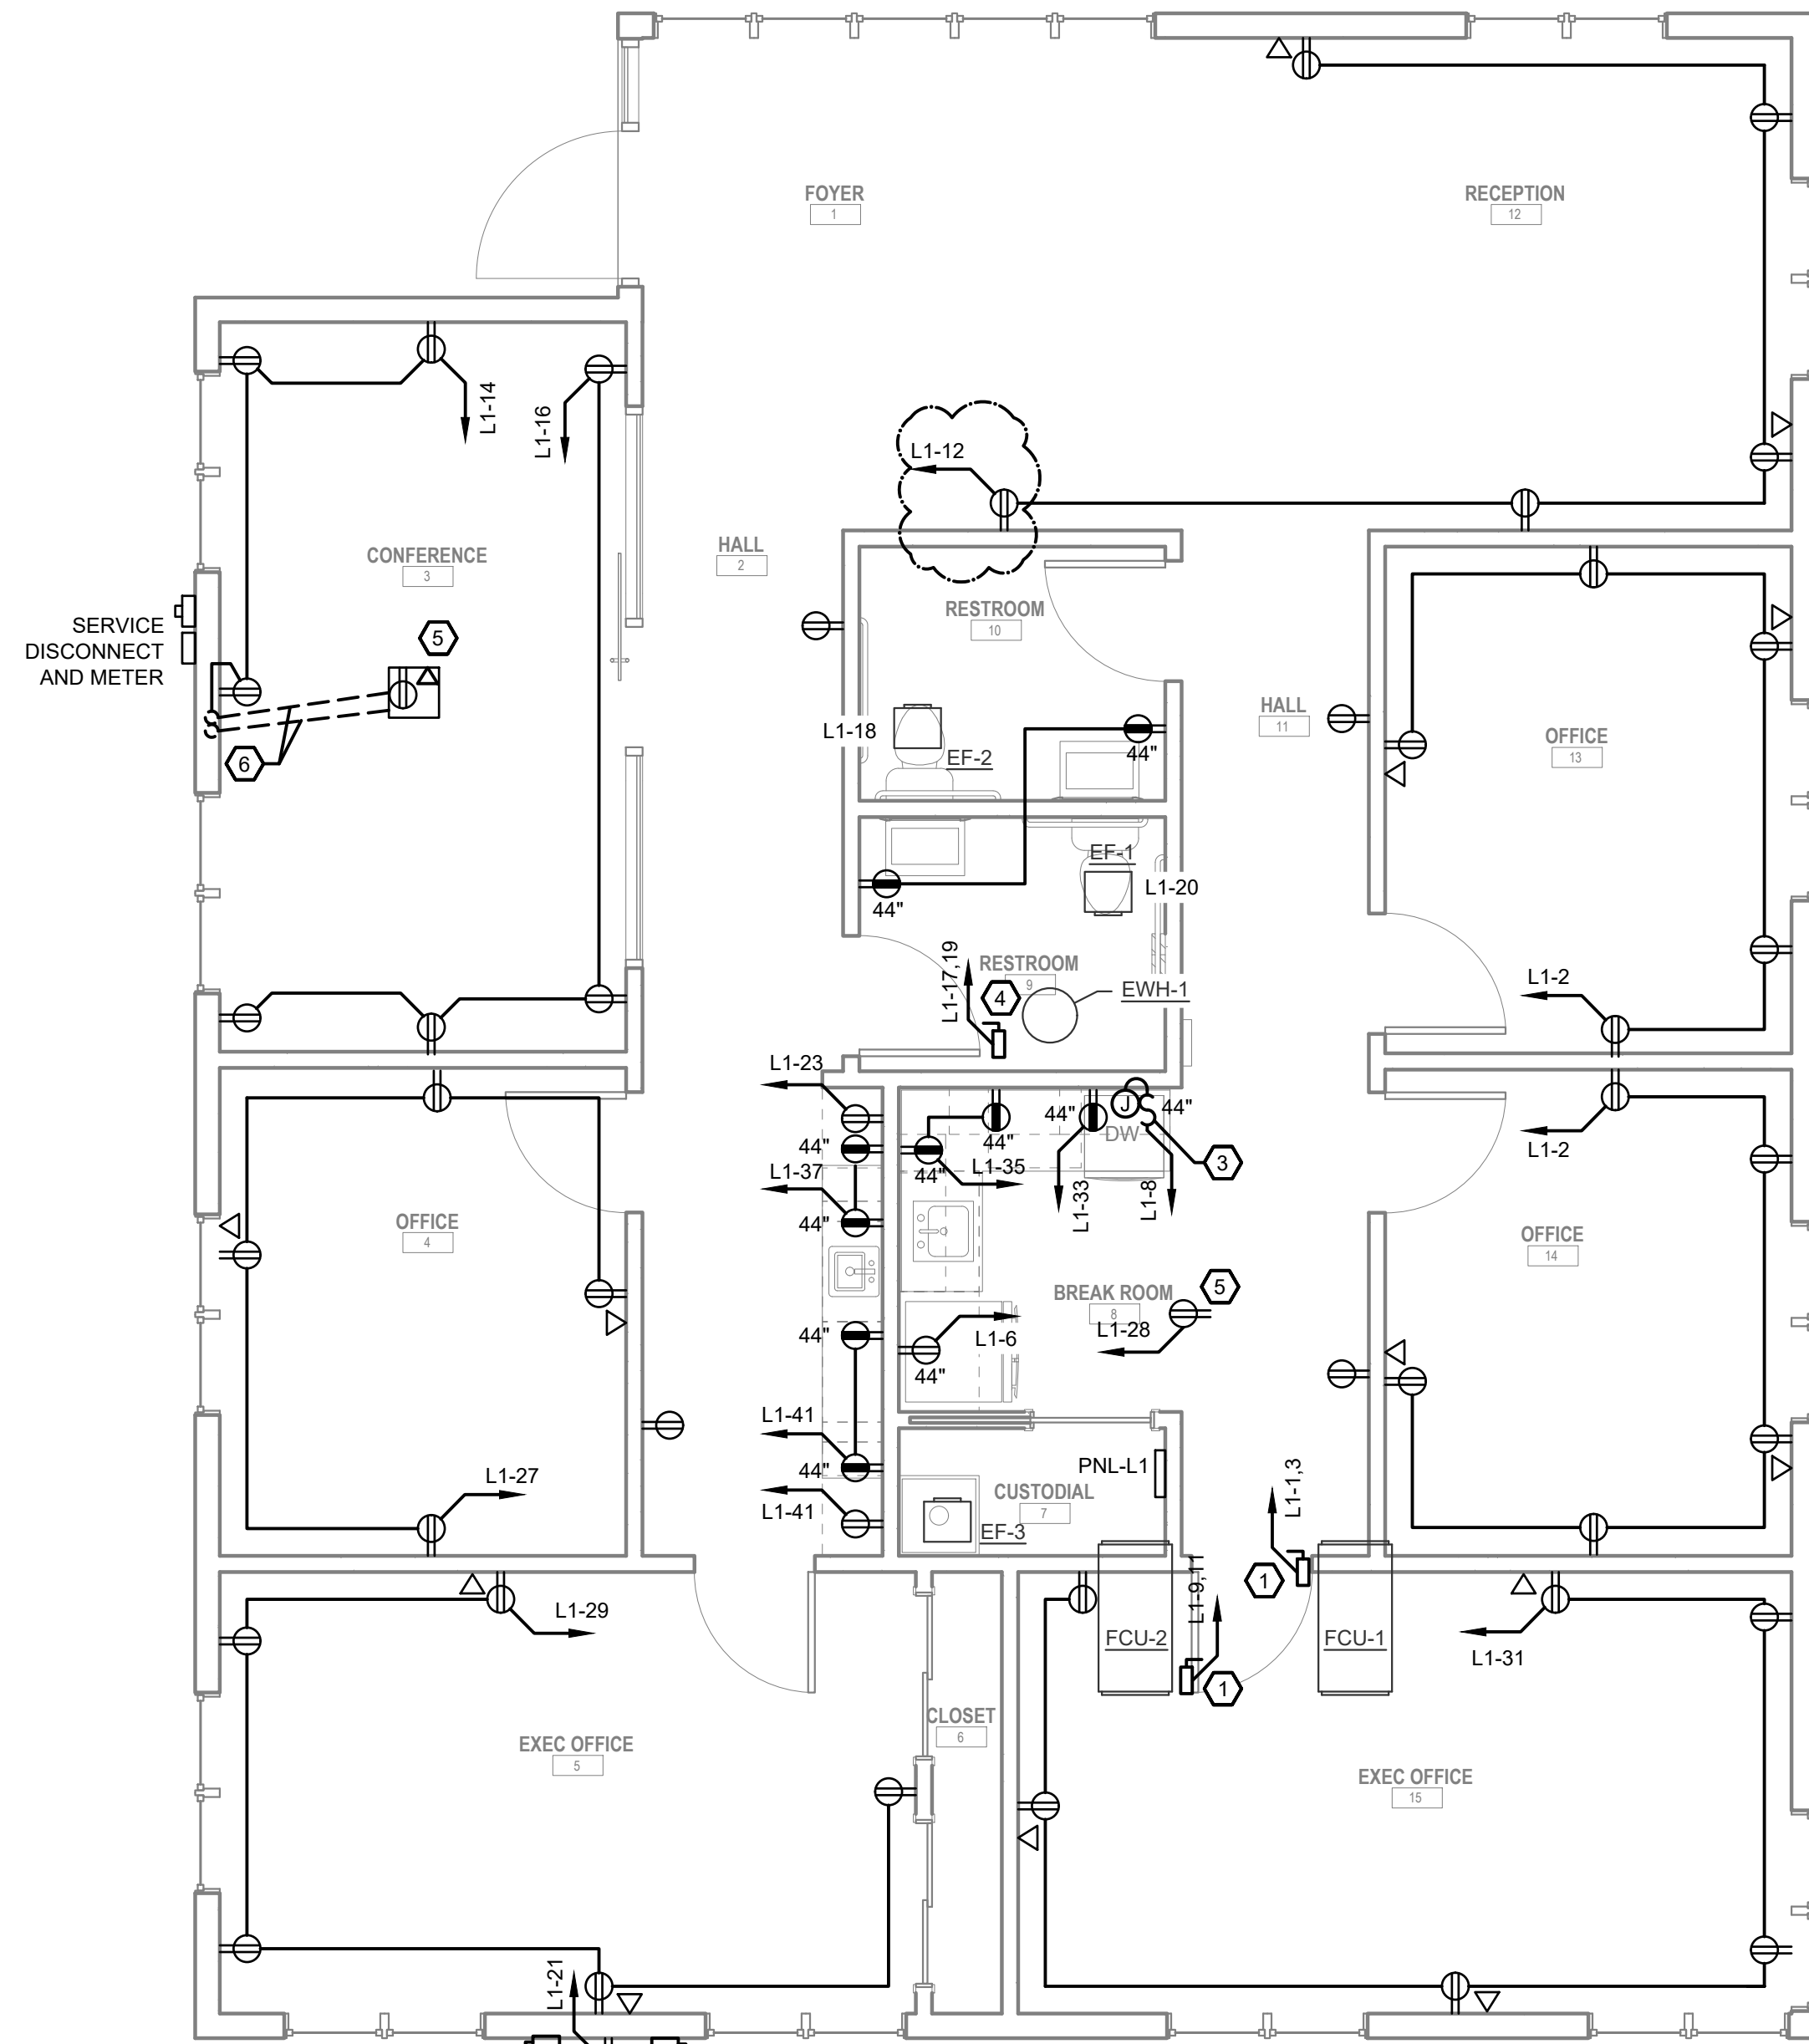 FOYER
1
RECEPTION
12
L1-14
L1-16
L1-12
CONFERENCE
3
HALL
2
SERVICE
DISCONNECT
AND METER
5
6
RESTROOM
10
L1-18
EF-2
44"
HALL
11
OFFICE
13
EF-1
L1-20
44"
L1-17,19
RESTROOM
9
4
EWH-1
L1-2
L1-23
44"
L1-37
44"
44"
44"
L1-35
44"
J
44"
DW
3
L1-33
L1-8
L1-2
OFFICE
4
OFFICE
14
BREAK ROOM
8
5
L1-28
44"
L1-6
44"
L1-41
44"
L1-41
L1-27
PNL-L1
CUSTODIAL
7
EF-3
L1-1,3
1
L1-9,11
L1-29
FCU-2
FCU-1
1
L1-31
CLOSET
6
EXEC OFFICE
5
EXEC OFFICE
15
L1-21